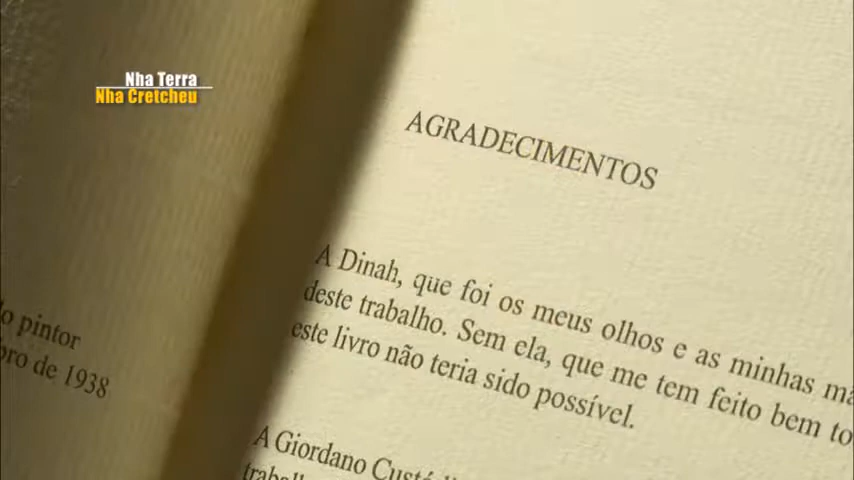 Nha Terra
Nha Cretcheu
AGRADECIMENTOS
A Dinah, que foi os meus olhos e as minhas
deste trabalho. Sem ela, que me tem feito bem
este livro não teria sido possível.
A Giordano
pintor
de 1938